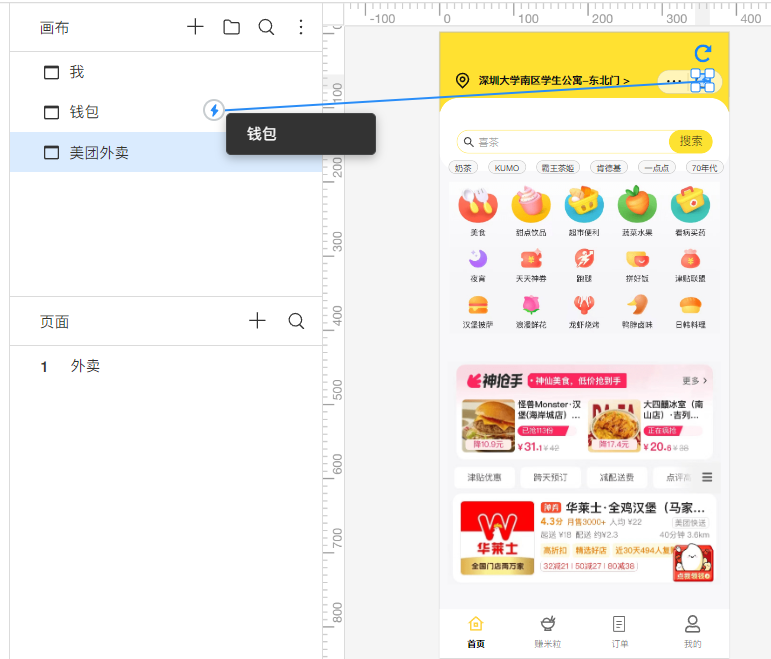 画布
我
钱包
美团外卖
钱包
页面
1 外卖
-100 0 100 200 300 400
0
100
200
300
400
500
600
700
800
深圳大学南区学生公寓-东北门 >
喜茶
搜索
奶茶 KUMO 霸王茶姬 肯德基 一点点 70年代
美食 甜点饮品 超市便利 蔬菜水果 看病买药
夜宵 天天神券 跑腿 拼好饭 津贴联盟
汉堡披萨 浪漫鲜花 龙虾烧烤 鸭脖卤味 日韩料理
神抢手 神仙美食，低价抢到手 更多 >
怪兽Monster·汉堡(海岸城店）...
已抢113份
降10.9元
¥31.1 ¥42
大四囍冰室（南山店）·吉列...
正在疯抢
降17.4元
¥20.6 ¥38
津贴优惠 跨天预订 减配送费 点评高
神券 华莱士·全鸡汉堡（马家...
4.3分 月售3000+ 人均 ¥22 美团快送
起送 ¥18 配送 约¥2.3 40分钟 3.6km
高折扣 精选好店 近30天494人复购
32减21 50减27 80减38
华莱士
全国门店两万家
点我领钱
首页 赚米粒 订单 我的